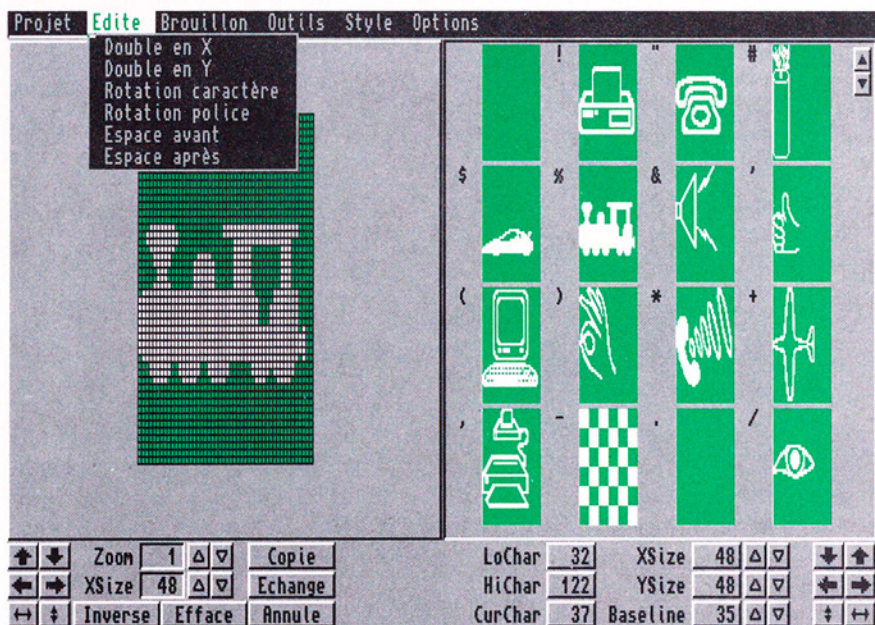 Projet Edite Brouillon Outils Style Options
Double en X
Double en Y
Rotation caractère
Rotation police
Espace avant
Espace après
! " #
$ % & '
( ) * +
, - . /
Zoom 1 Copie
XSize 48 Echange
Inverse Efface Annule
LoChar 32 XSize 48
HiChar 122 YSize 48
CurChar 37 Baseline 35